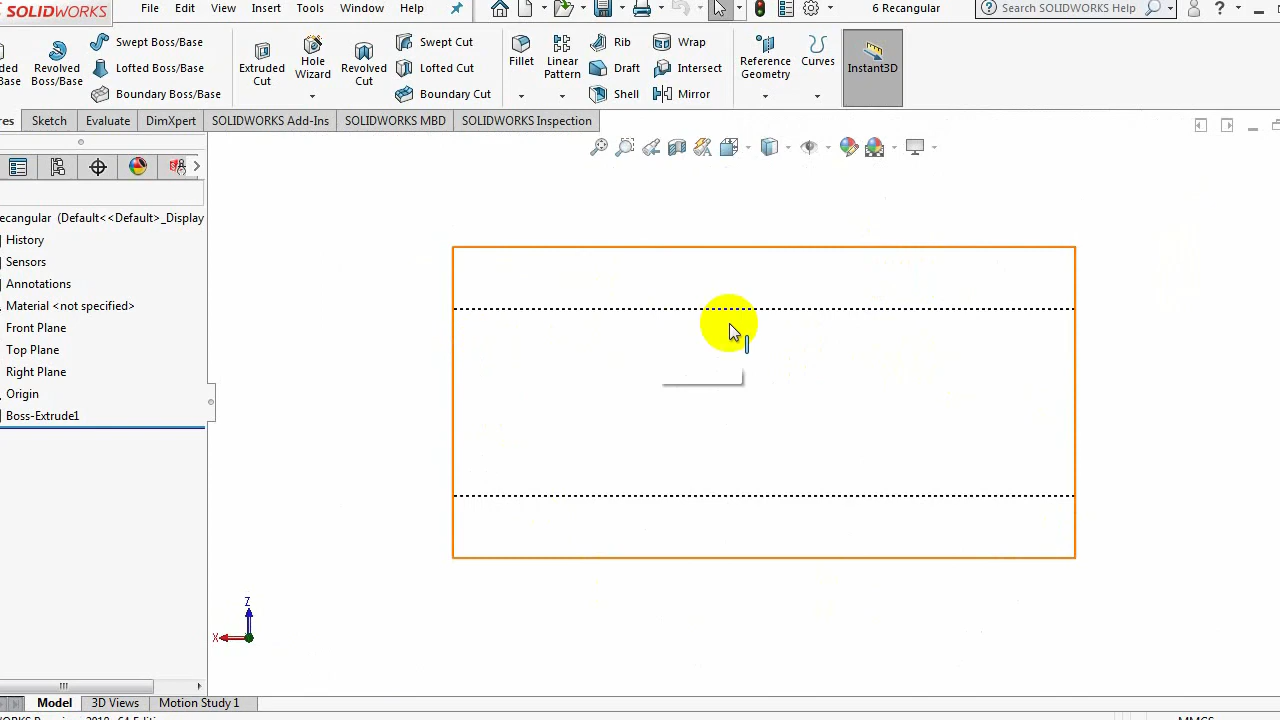 SOLIDWORKS File Edit View Insert Tools Window Help 6 Recangular Search SOLIDWORKS Help ?
Swept Boss/Base Swept Cut Rib Wrap
Revolved Boss/Base Lofted Boss/Base Extruded Cut Hole Wizard Revolved Cut Lofted Cut Fillet Linear Pattern Draft Intersect Reference Geometry Curves Instant3D
Boundary Boss/Base Boundary Cut Shell Mirror
res Sketch Evaluate DimXpert SOLIDWORKS Add-Ins SOLIDWORKS MBD SOLIDWORKS Inspection
ecangular (Default<<Default>_Display
History
Sensors
Annotations
Material <not specified>
Front Plane
Top Plane
Right Plane
Origin
Boss-Extrude1
Z
X
Model 3D Views Motion Study 1